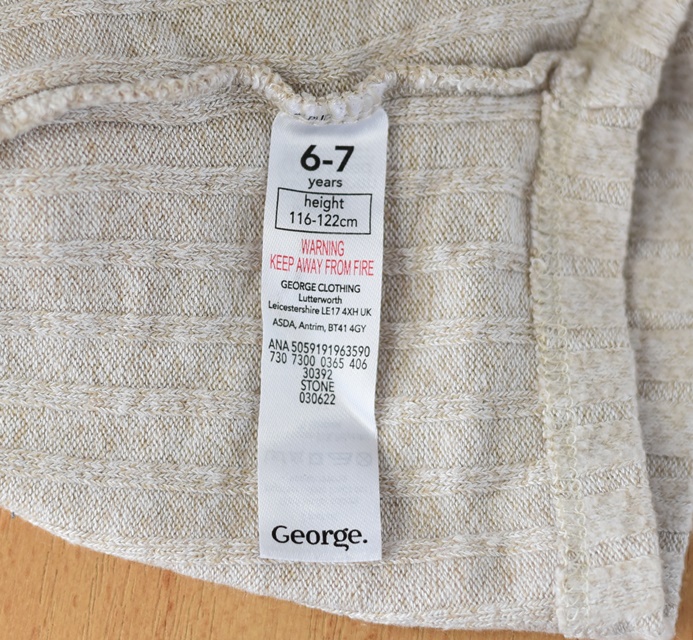 6-7
years
height
116-122cm
WARNING
KEEP AWAY FROM FIRE
GEORGE CLOTHING
Lutterworth
Leicestershire LE17 4XH UK
ASDA, Antrim, BT41 4GY
ANA 5059191963590
730 7300 0365 406
30392
STONE
030622
George.